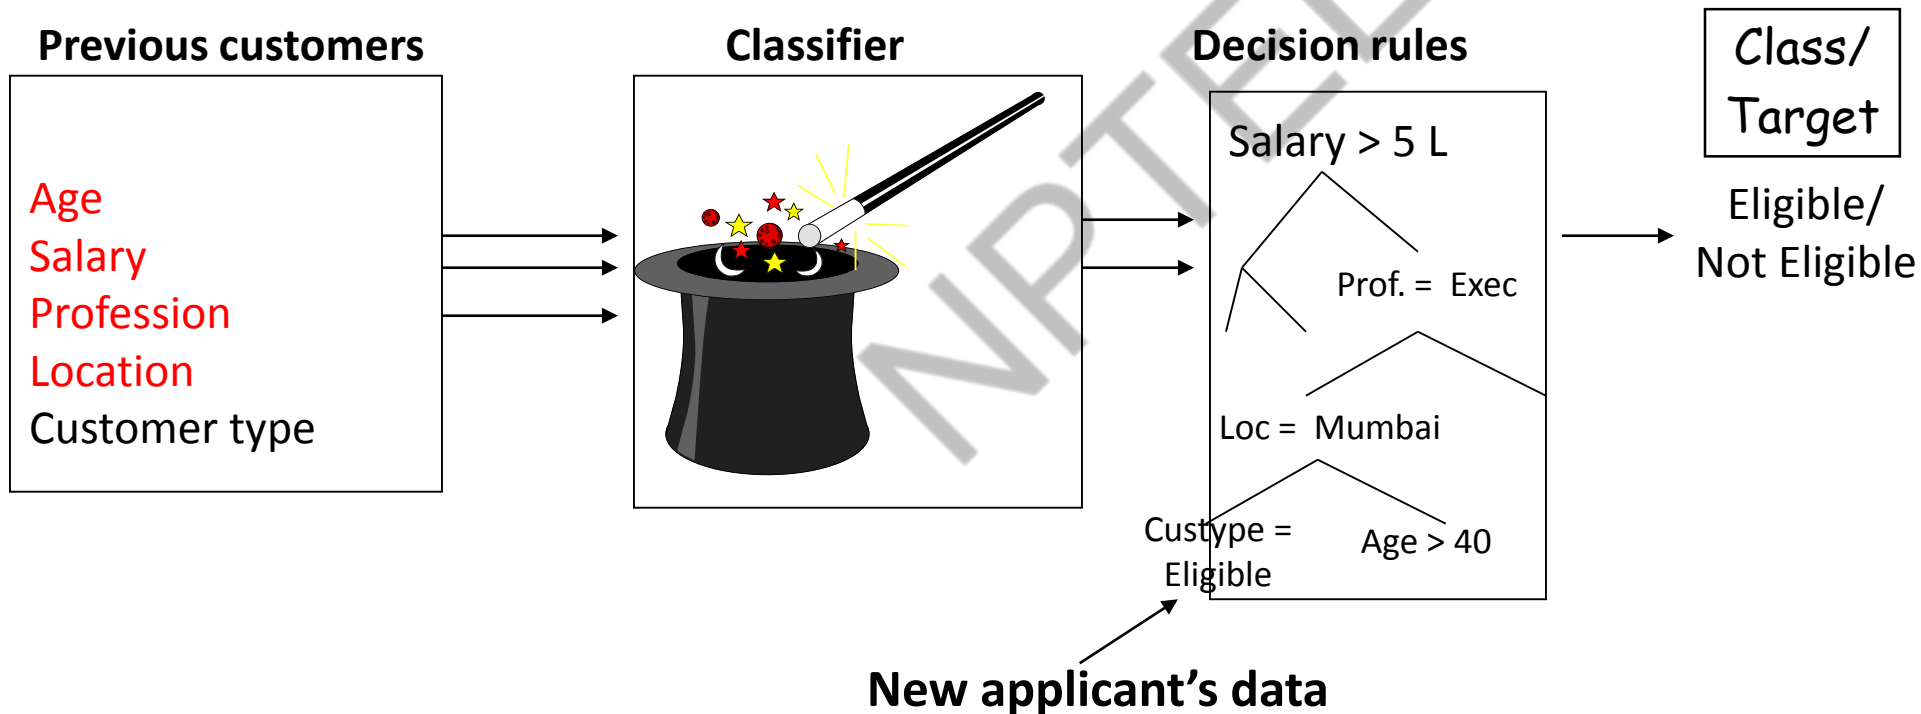 Previous customers
Age
Salary
Profession
Location
Customer type
Classifier
Decision rules
Salary > 5 L
Prof. = Exec
Loc = Mumbai
Custype =
Eligible
Age > 40
Class/
Target
Eligible/
Not Eligible
New applicant's data
NPTEL